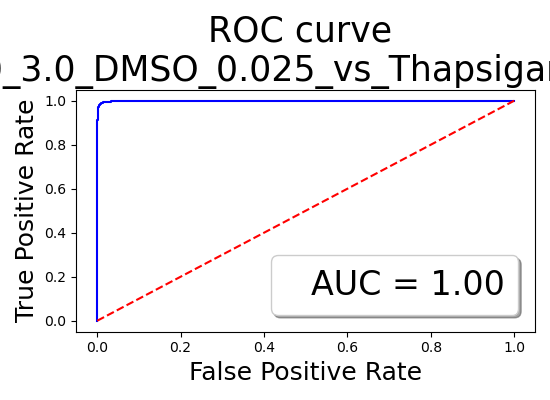 ROC curve
_3.0_DMSO_0.025_vs_Thapsigar
True Positive Rate
1.0
0.8
0.6
0.4
0.2
0.0
AUC = 1.00
0.0 0.2 0.4 0.6 0.8 1.0
False Positive Rate